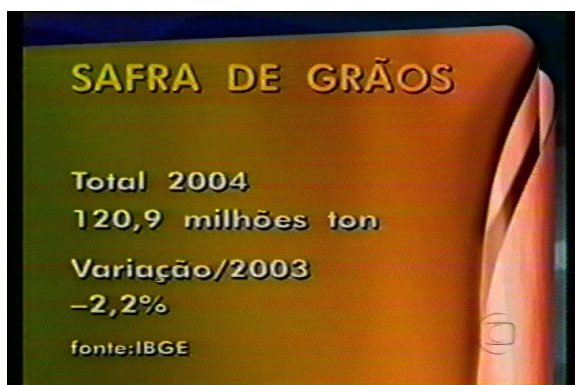 SAFRA DE GRÃOS
Total 2004
120,9 milhões ton
Variação/2003
–2,2%
fonte:IBGE